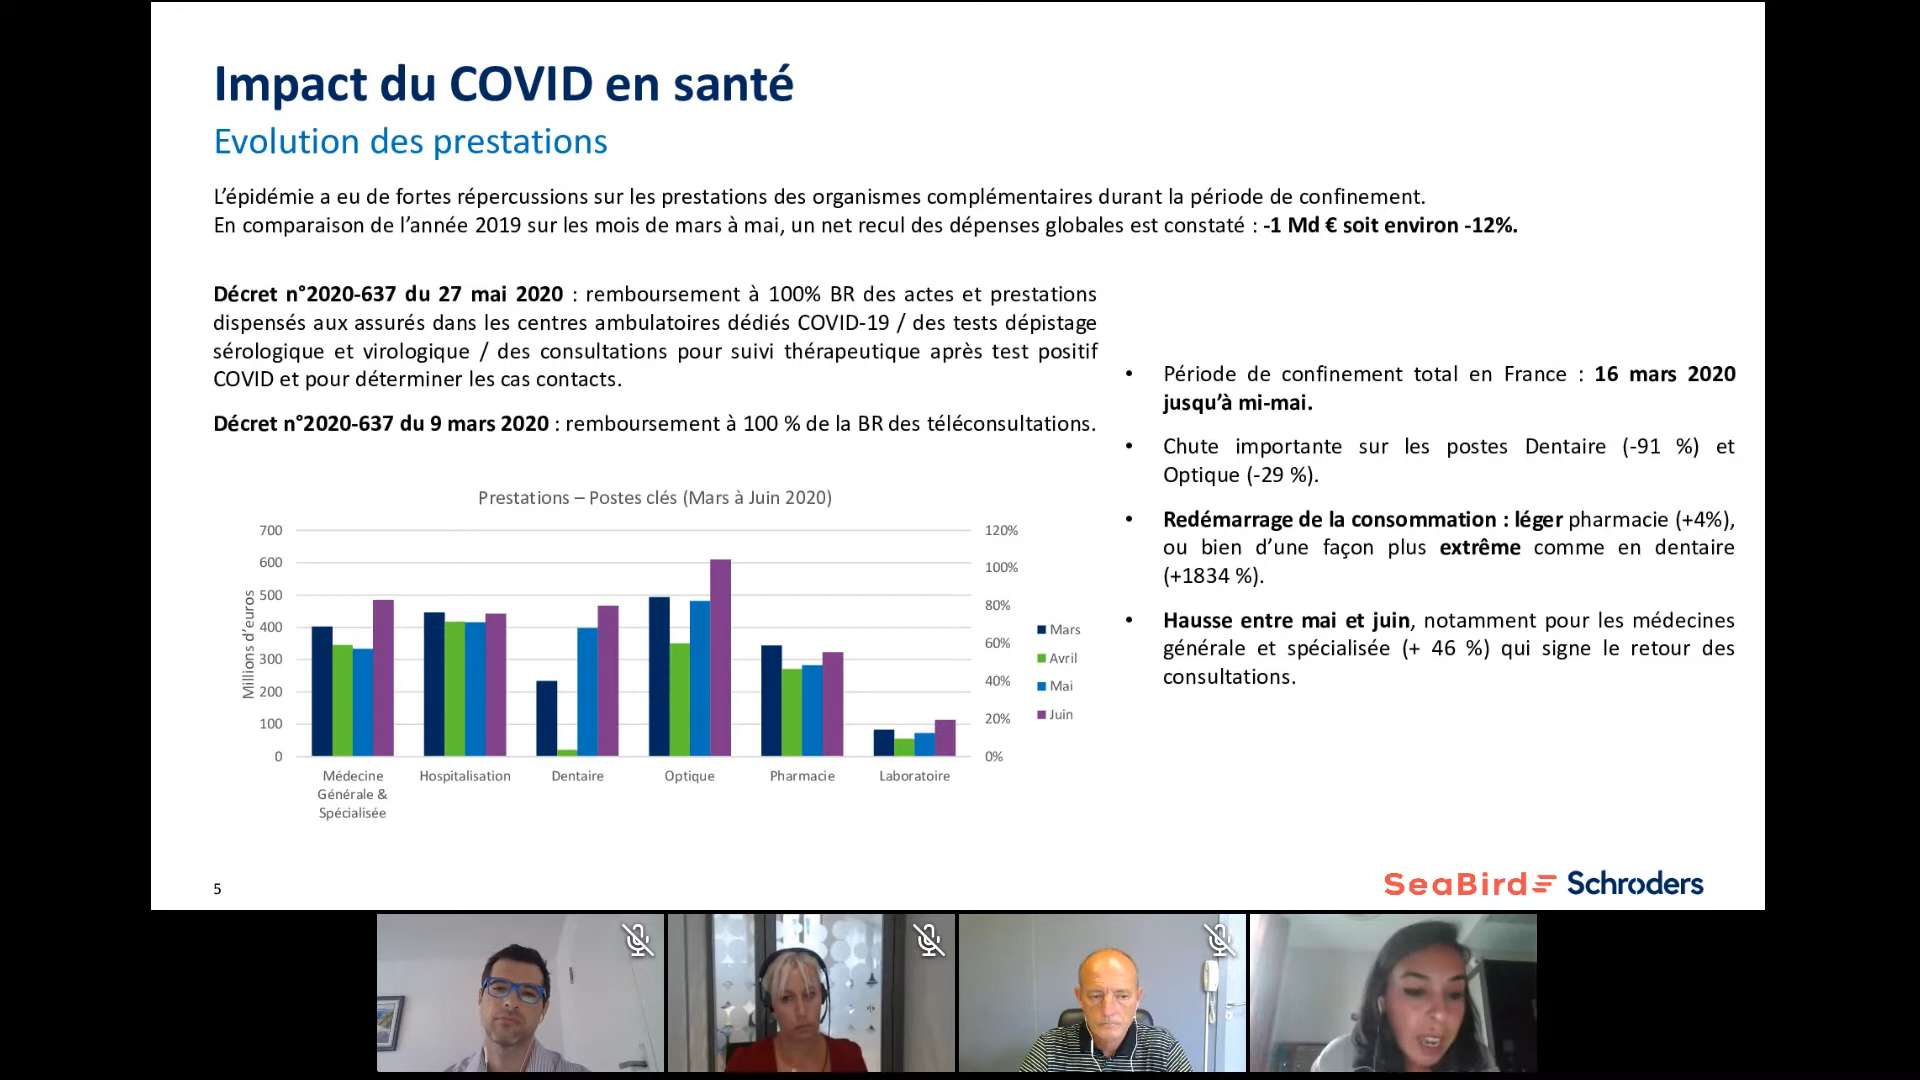 Impact du COVID en santé
Evolution des prestations
L’épidémie a eu de fortes répercussions sur les prestations des organismes complémentaires durant la période de confinement.
En comparaison de l’année 2019 sur les mois de mars à mai, un net recul des dépenses globales est constaté : -1 Md € soit environ -12%.
Décret n°2020-637 du 27 mai 2020 : remboursement à 100% BR des actes et prestations
dispensés aux assurés dans les centres ambulatoires dédiés COVID-19 / des tests dépistage
sérologique et virologique / des consultations pour suivi thérapeutique après test positif
COVID et pour déterminer les cas contacts.
Décret n°2020-637 du 9 mars 2020 : remboursement à 100 % de la BR des téléconsultations.
Prestations – Postes clés (Mars à Juin 2020)
Millions d’euros
700
600
500
400
300
200
100
0
120%
100%
80%
60%
40%
20%
0%
Médecine
Générale &
Spécialisée
Hospitalisation
Dentaire
Optique
Pharmacie
Laboratoire
Mars
Avril
Mai
Juin
• Période de confinement total en France : 16 mars 2020
jusqu’à mi-mai.
• Chute importante sur les postes Dentaire (-91 %) et
Optique (-29 %).
• Redémarrage de la consommation : léger pharmacie (+4%),
ou bien d’une façon plus extrême comme en dentaire
(+1834 %).
• Hausse entre mai et juin, notamment pour les médecines
générale et spécialisée (+ 46 %) qui signe le retour des
consultations.
5
SeaBird Schroders